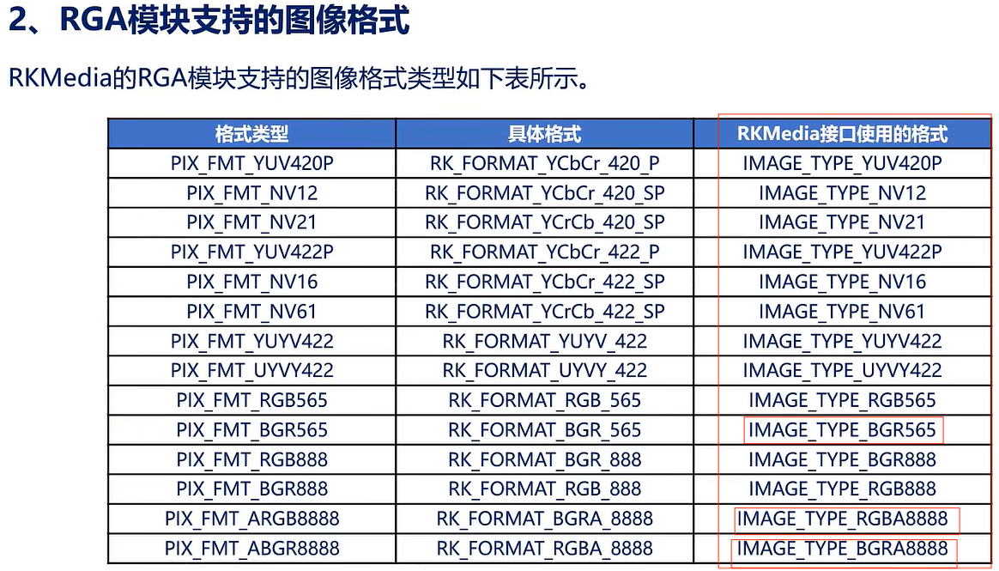 2、RGA模块支持的图像格式
RKMedia的RGA模块支持的图像格式类型如下表所示。
格式类型 具体格式 RKMedia接口使用的格式
PIX_FMT_YUV420P RK_FORMAT_YCbCr_420_P IMAGE_TYPE_YUV420P
PIX_FMT_NV12 RK_FORMAT_YCbCr_420_SP IMAGE_TYPE_NV12
PIX_FMT_NV21 RK_FORMAT_YCrCb_420_SP IMAGE_TYPE_NV21
PIX_FMT_YUV422P RK_FORMAT_YCbCr_422_P IMAGE_TYPE_YUV422P
PIX_FMT_NV16 RK_FORMAT_YCbCr_422_SP IMAGE_TYPE_NV16
PIX_FMT_NV61 RK_FORMAT_YCrCb_422_SP IMAGE_TYPE_NV61
PIX_FMT_YUYV422 RK_FORMAT_YUYV_422 IMAGE_TYPE_YUYV422
PIX_FMT_UYVY422 RK_FORMAT_UYVY_422 IMAGE_TYPE_UYVY422
PIX_FMT_RGB565 RK_FORMAT_RGB_565 IMAGE_TYPE_RGB565
PIX_FMT_BGR565 RK_FORMAT_BGR_565 IMAGE_TYPE_BGR565
PIX_FMT_RGB888 RK_FORMAT_BGR_888 IMAGE_TYPE_BGR888
PIX_FMT_BGR888 RK_FORMAT_RGB_888 IMAGE_TYPE_RGB888
PIX_FMT_ARGB8888 RK_FORMAT_BGRA_8888 IMAGE_TYPE_RGBA8888
PIX_FMT_ABGR8888 RK_FORMAT_RGBA_8888 IMAGE_TYPE_BGRA8888